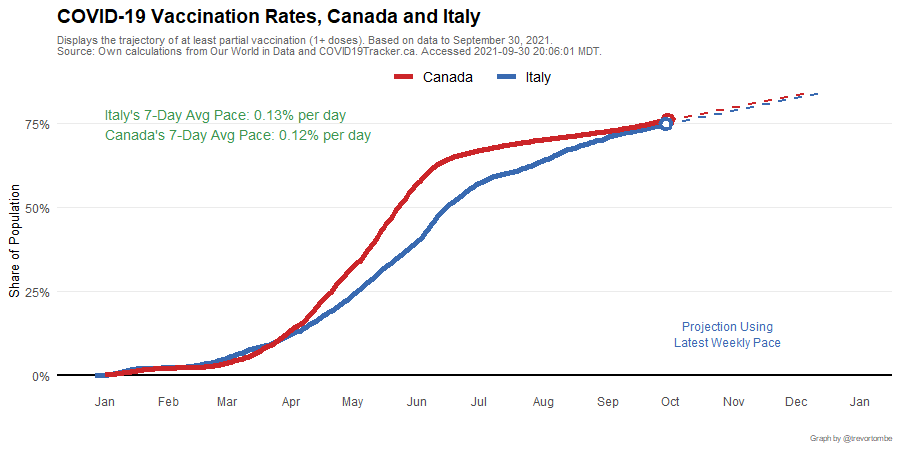 COVID-19 Vaccination Rates, Canada and Italy
Displays the trajectory of at least partial vaccination (1+ doses). Based on data to September 30, 2021.
Source: Own calculations from Our World in Data and COVID19Tracker.ca. Accessed 2021-09-30 20:06:01 MDT.
Canada Italy
Italy's 7-Day Avg Pace: 0.13% per day
Canada's 7-Day Avg Pace: 0.12% per day
75%
50%
25%
0%
Share of Population
Projection Using
Latest Weekly Pace
Jan Feb Mar Apr May Jun Jul Aug Sep Oct Nov Dec Jan
Graph by @trevortombe